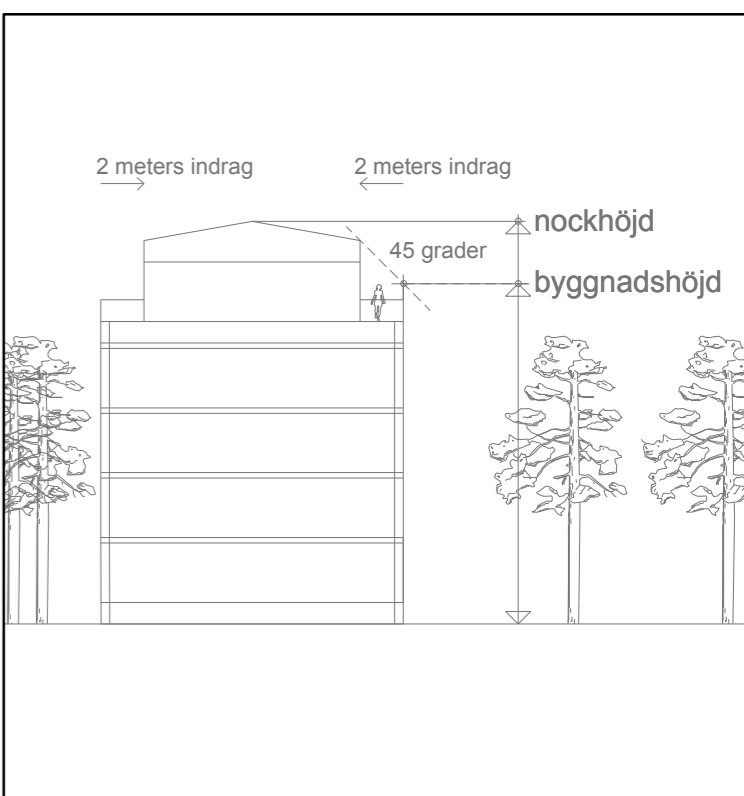 2 meters indrag
2 meters indrag
nockhöjd
45 grader
byggnadshöjd